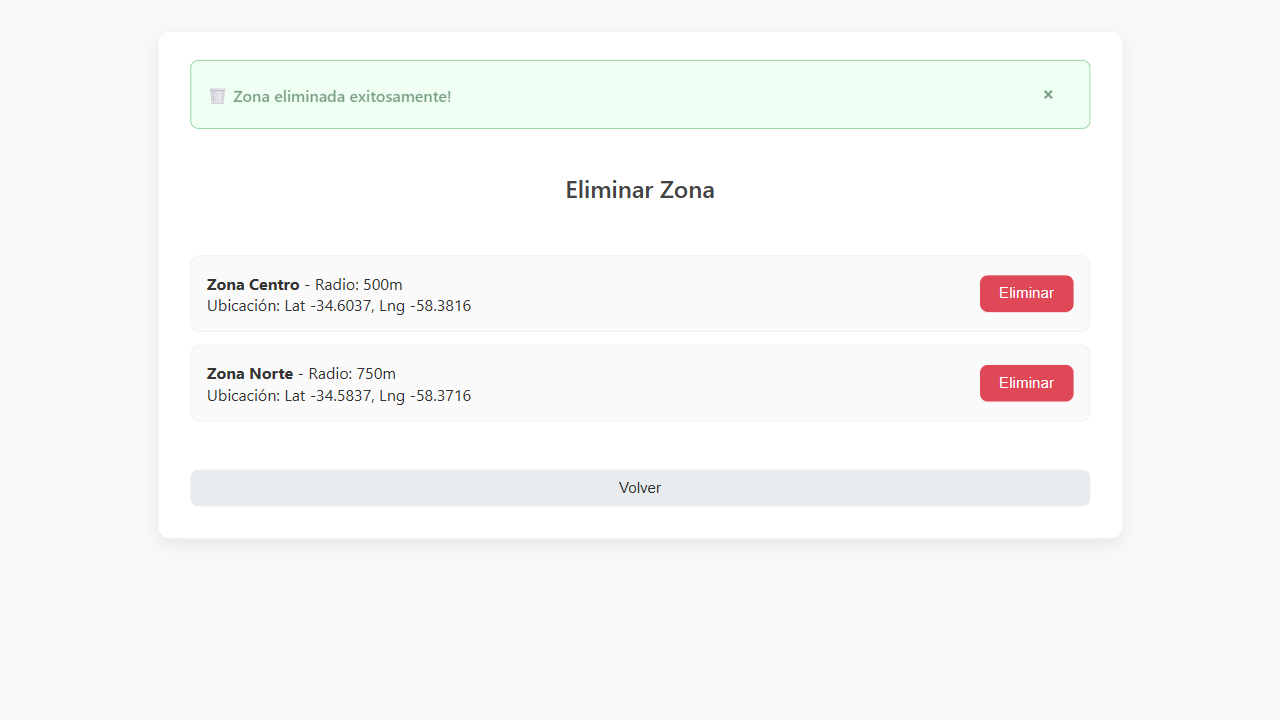 🗑️ Zona eliminada exitosamente! ×
Eliminar Zona
Zona Centro - Radio: 500m
Ubicación: Lat -34.6037, Lng -58.3816
Eliminar
Zona Norte - Radio: 750m
Ubicación: Lat -34.5837, Lng -58.3716
Eliminar
Volver